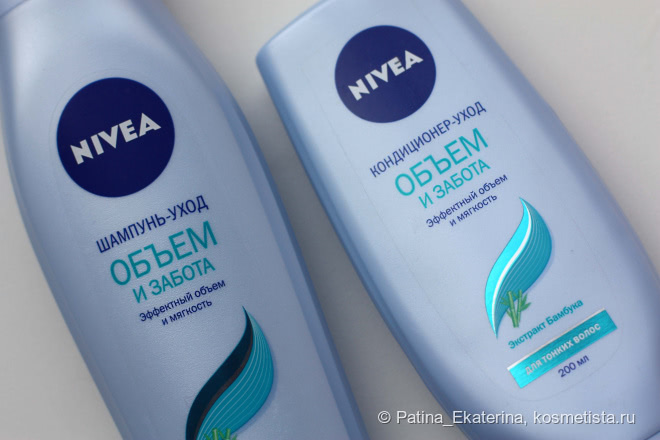 NIVEA
ШАМПУНЬ-УХОД
ОБЪЕМ
И ЗАБОТА
Эффектный объем
и мягкость
NIVEA
КОНДИЦИОНЕР-УХОД
ОБЪЕМ
И ЗАБОТА
Эффектный объем
и мягкость
Экстракт Бамбука
ДЛЯ ТОНКИХ ВОЛОС
200 мл
© Patina_Ekaterina, kosmetista.ru